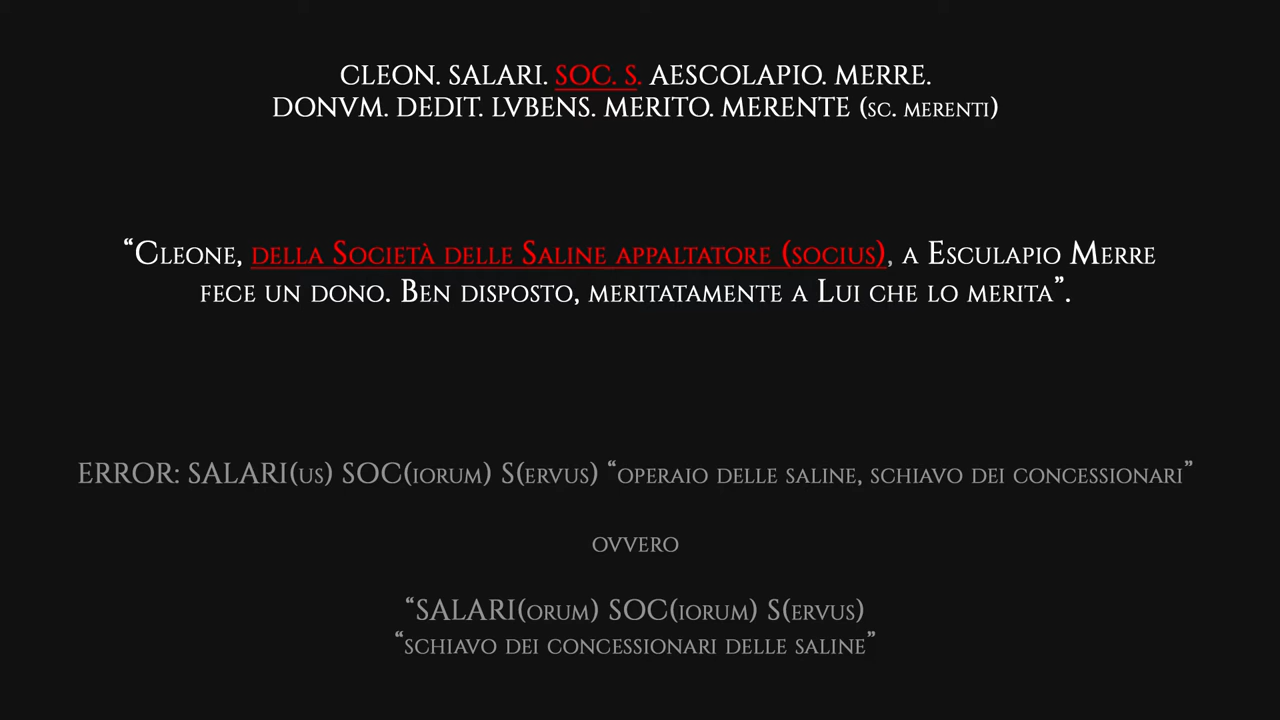 CLEON. SALARI. SOC. S. AESCOLAPIO. MERRE.
DONVM. DEDIT. LVBENS. MERITO. MERENTE (SC. MERENTI)
“Cleone, della Società delle Saline appaltatore (socius), a Esculapio Merre
fece un dono. Ben disposto, meritatamente a Lui che lo merita”.
ERROR: SALARI(us) SOC(iorum) S(ervus) “operaio delle saline, schiavo dei concessionari”
ovvero
“SALARI(orum) SOC(iorum) S(ervus)
“schiavo dei concessionari delle saline”